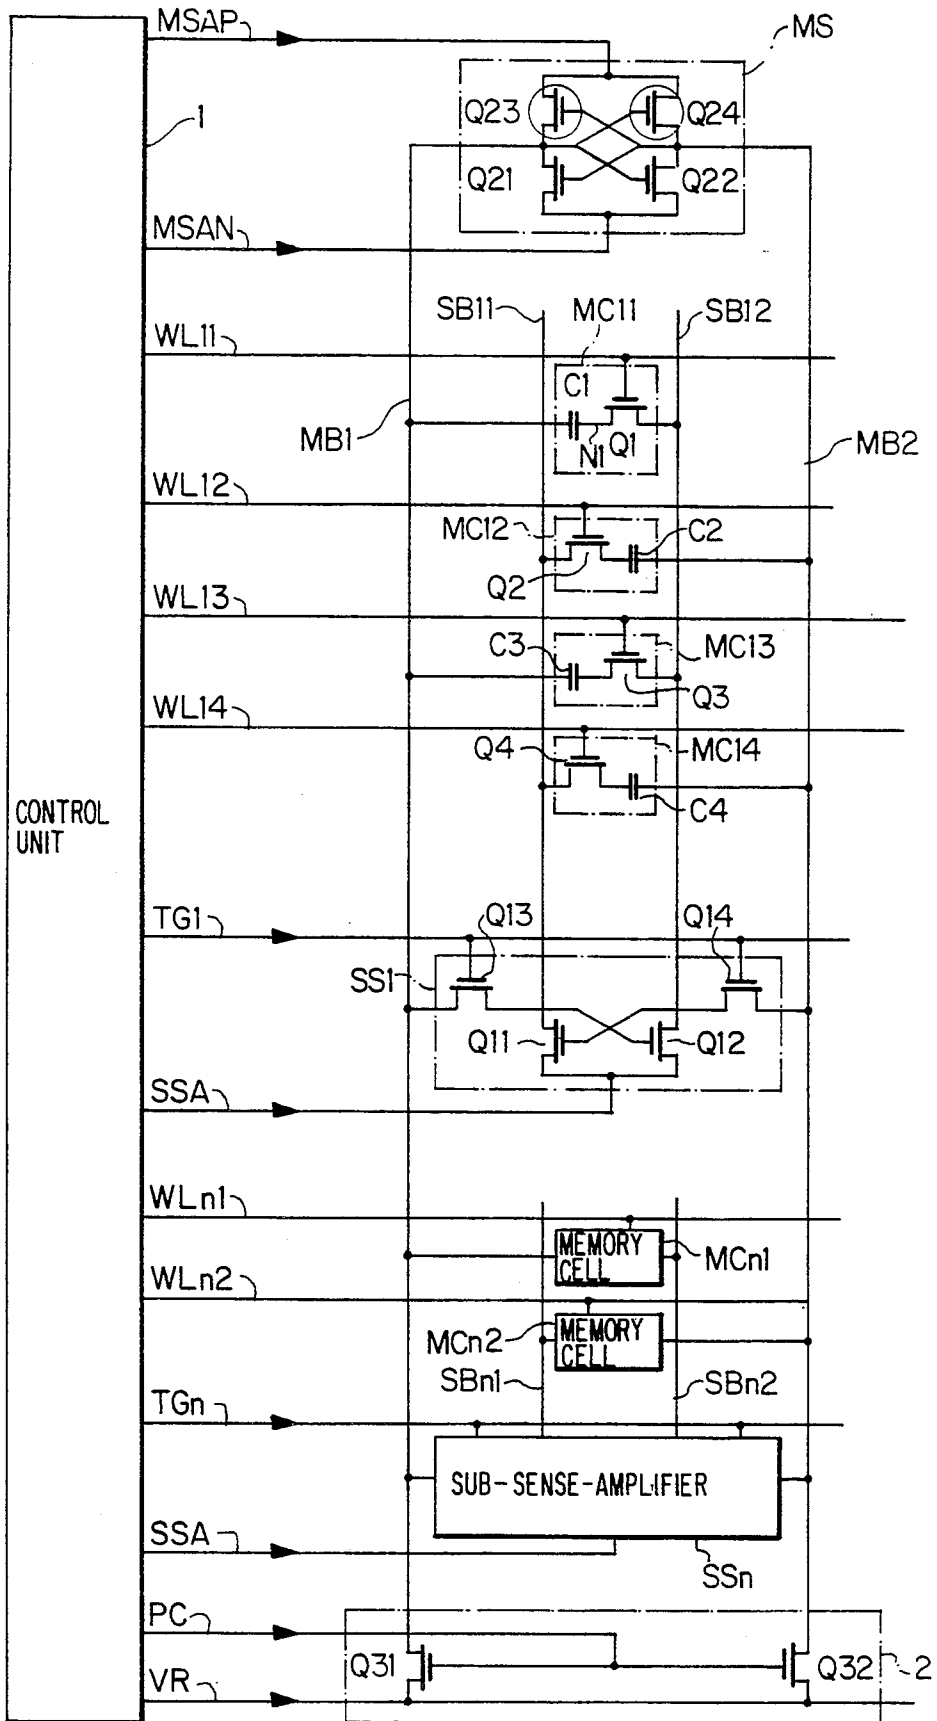 MSAP
MS
Q23
Q24
1
Q21
Q22
MSAN
SB11
MC11
SB12
WL11
C1
MB1
N1
Q1
MB2
WL12
MC12
C2
Q2
WL13
C3
MC13
Q3
WL14
Q4
MC14
C4
CONTROL
UNIT
TG1
Q13
Q14
SS1
Q11
Q12
SSA
WLn1
MEMORY
CELL
MCn1
WLn2
MCn2
MEMORY
CELL
SBn1
SBn2
TGn
SUB-SENSE-AMPLIFIER
SSA
SSn
PC
Q31
Q32
2
VR